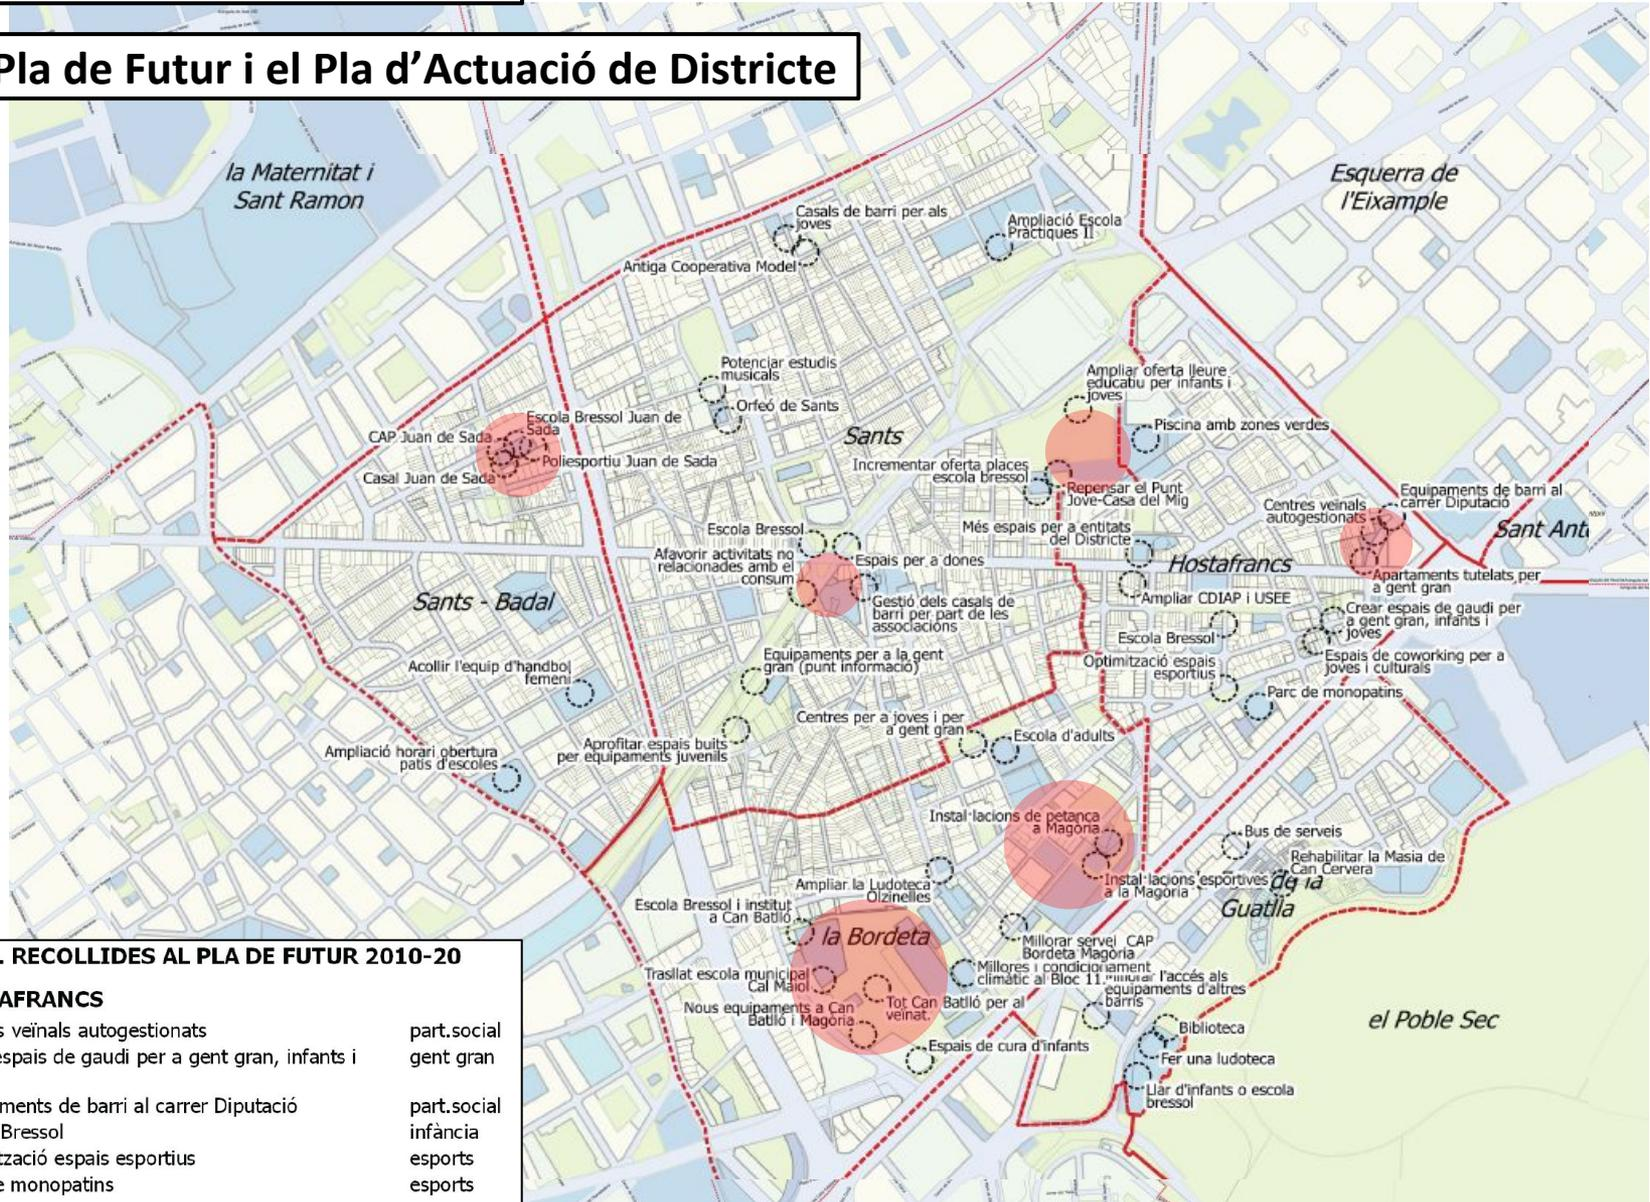 Pla de Futur i el Pla d'Actuació de Districte
la Maternitat i
Sant Ramon
Esquerra de
l'Eixample
Casals de barri per als
joves
Antiga Cooperativa Model
Ampliació Escola
Pràctiques II
Potenciar estudis
musicals
Orfeó de Sants
Sants
Ampliar oferta lleure
educatiu per infants i
joves
Piscina amb zones verdes
Escola Bressol Juan de
Sada
CAP Juan de Sada
Poliesportiu Juan de Sada
Casal Juan de Sada
Incrementar oferta places
escola bressol
Repensar el Punt
Jove-Casa del Mig
Equipaments de barri al
carrer Diputació
Centres veïnals
autogestionats
Sant Ant
Més espais per a entitats
del Districte
Hostafrancs
Apartaments tutelats per
a gent gran
Escola Bressol
Afavorir activitats no
relacionades amb el
consum
Espais per a dones
Gestió dels casals de
barri per part de les
associacions
Ampliar CDIAP i USEE
Crear espais de gaudi per
a gent gran, infants i
joves
Sants - Badal
Escola Bressol
Espais de coworking per a
joves i culturals
Equipaments per a la gent
gran (punt informació)
Optimització espais
esportius
Parc de monopatins
Acollir l'equip d'handbol
femení
Centres per a joves i per
a gent gran
Escola d'adults
Aprofitar espais buits
per equipaments juvenils
Ampliació horari obertura
patis d'escoles
Instal·lacions de petanca
a Magòria
Bus de serveis
Rehabilitar la Masia de
Can Cervera
Instal·lacions esportives
a la Magòria
de la
Guatlla
Ampliar la Ludoteca
Olzinelles
Escola Bressol i institut
a Can Batlló
la Bordeta
Millorar servei CAP
Bordeta Magòria
Millores i condicionament
climàtic al Bloc 11.
Millorar l'accés als
equipaments d'altres
barris
Trasllat escola municipal
Cal Maiol
Tot Can Batlló per al
veïnat.
Nous equipaments a Can
Batlló i Magòria
Espais de cura d'infants
Biblioteca
Fer una ludoteca
Llar d'infants o escola
bressol
el Poble Sec
. RECOLLIDES AL PLA DE FUTUR 2010-20
AFRANCS
s veïnals autogestionats part.social
espais de gaudi per a gent gran, infants i gent gran
ments de barri al carrer Diputació part.social
Bressol infància
tzació espais esportius esports
e monopatins esports